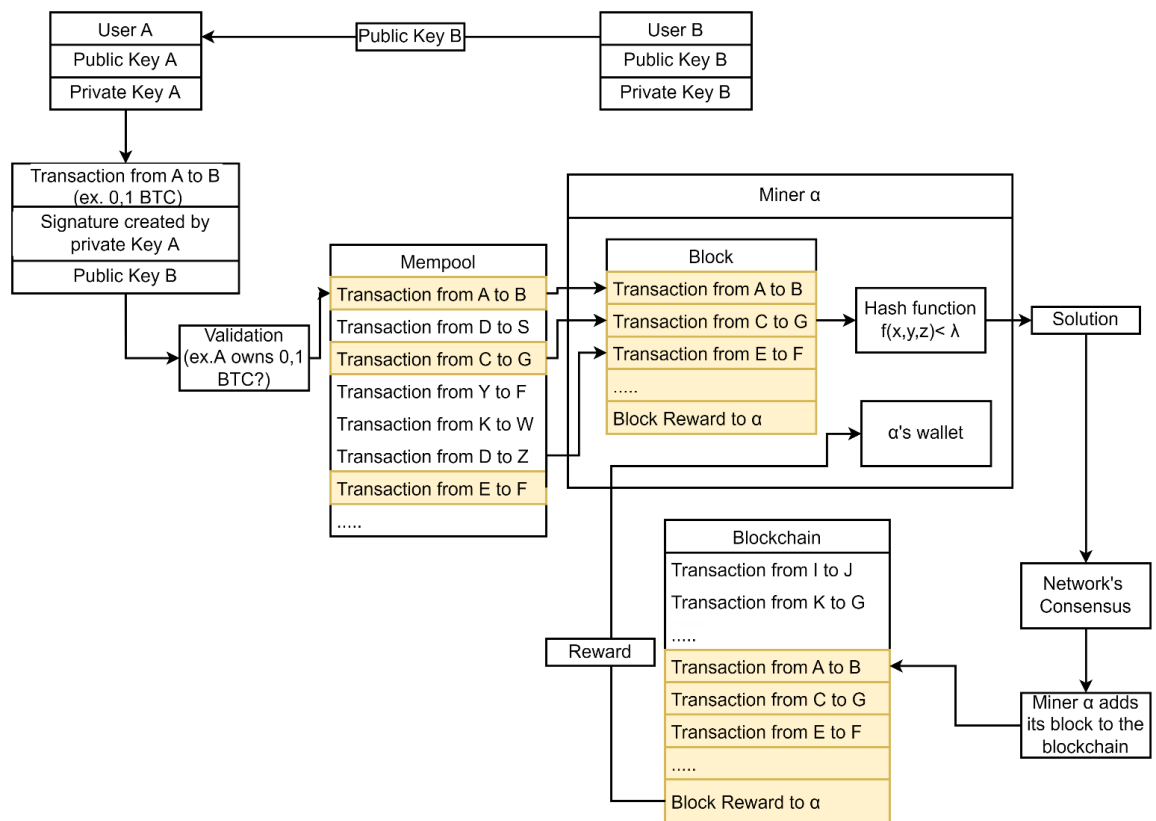 User A
Public Key A
Private Key A
Public Key B
User B
Public Key B
Private Key B
Transaction from A to B
(ex. 0,1 BTC)
Signature created by
private Key A
Public Key B
Validation
(ex.A owns 0,1
BTC?)
Mempool
Transaction from A to B
Transaction from D to S
Transaction from C to G
Transaction from Y to F
Transaction from K to W
Transaction from D to Z
Transaction from E to F
.....
Miner α
Block
Transaction from A to B
Transaction from C to G
Transaction from E to F
.....
Block Reward to α
Hash function
f(x,y,z)< λ
α's wallet
Solution
Network's
Consensus
Miner α adds
its block to the
blockchain
Blockchain
Transaction from I to J
Transaction from K to G
.....
Transaction from A to B
Transaction from C to G
Transaction from E to F
.....
Block Reward to α
Reward